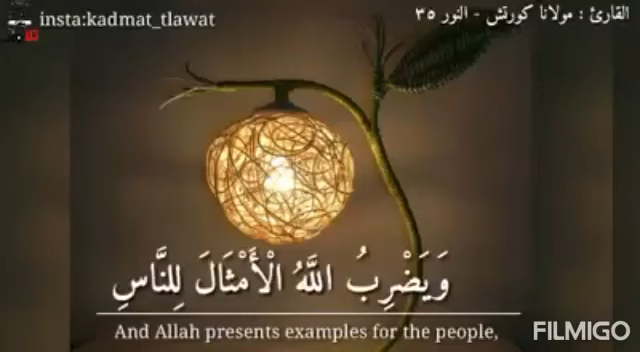 insta:kadmat_tlawat
القارئ : مولانا كورتش - النور ٣٥
وَيَضْرِبُ اللَّهُ الْأَمْثَالَ لِلنَّاسِ
And Allah presents examples for the people,
FILMIGO